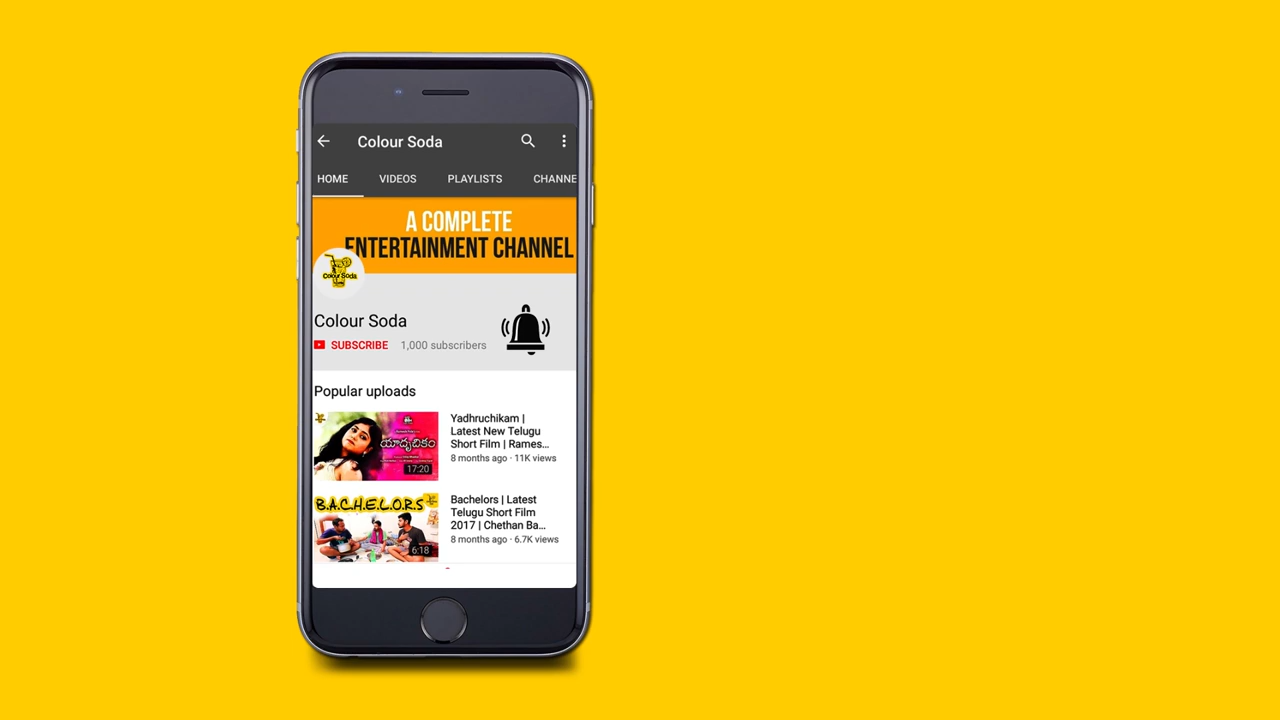 Colour Soda
HOME VIDEOS PLAYLISTS CHANNE
A COMPLETE
ENTERTAINMENT CHANNEL
Colour Soda
Colour Soda
SUBSCRIBE 1,000 subscribers
Popular uploads
యాదృచికం
17:20
Yadhruchikam |
Latest New Telugu
Short Film | Rames...
8 months ago · 11K views
B.A.C.H.E.L.O.R.S
6:18
Bachelors | Latest
Telugu Short Film
2017 | Chethan Ba...
8 months ago · 6.7K views